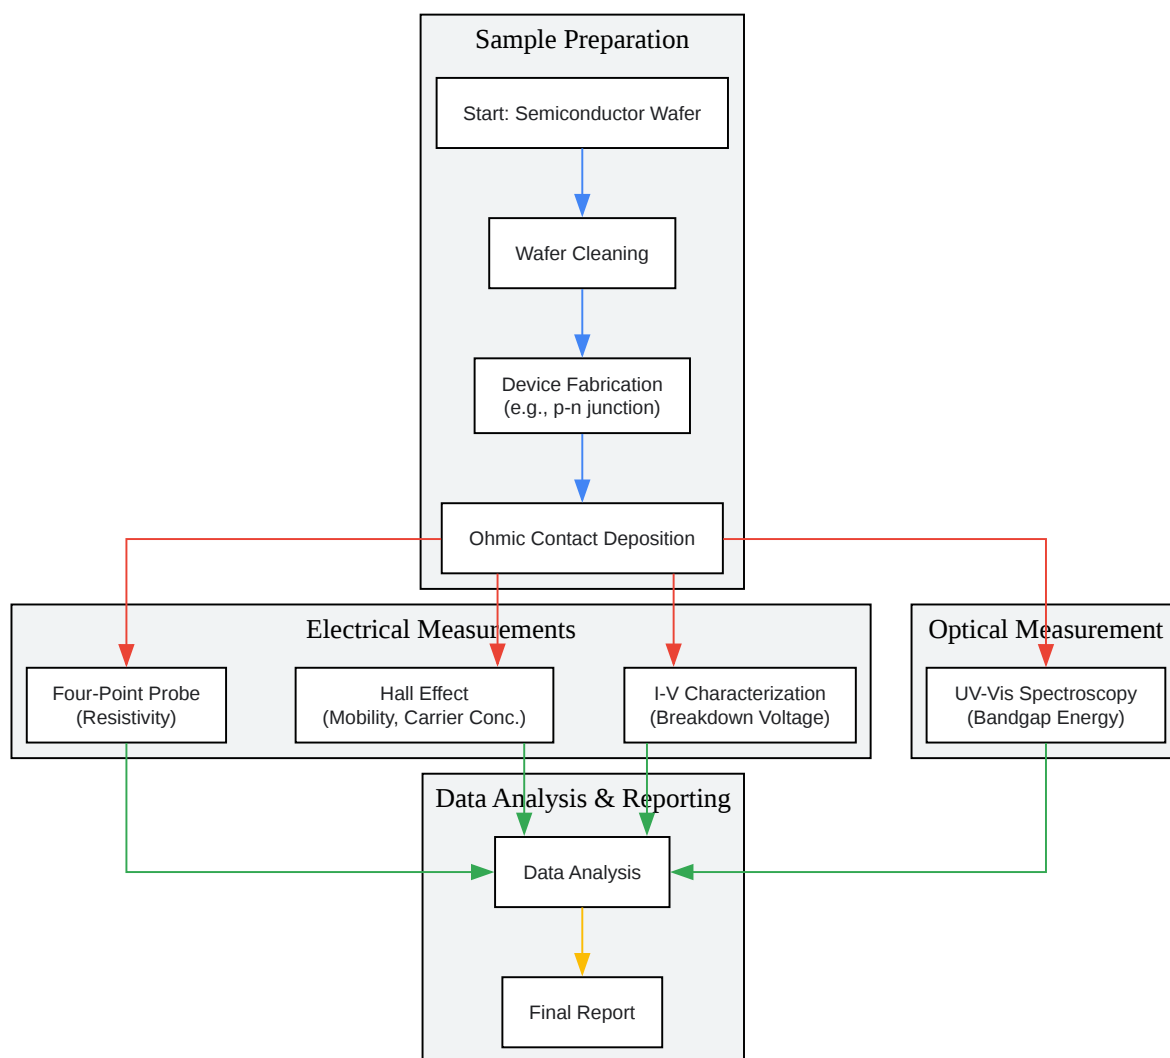 Sample Preparation
Start: Semiconductor Wafer
Wafer Cleaning
Device Fabrication
(e.g., p-n junction)
Ohmic Contact Deposition
Electrical Measurements
Four-Point Probe
(Resistivity)
Hall Effect
(Mobility, Carrier Conc.)
I-V Characterization
(Breakdown Voltage)
Optical Measurement
UV-Vis Spectroscopy
(Bandgap Energy)
Data Analysis & Reporting
Data Analysis
Final Report